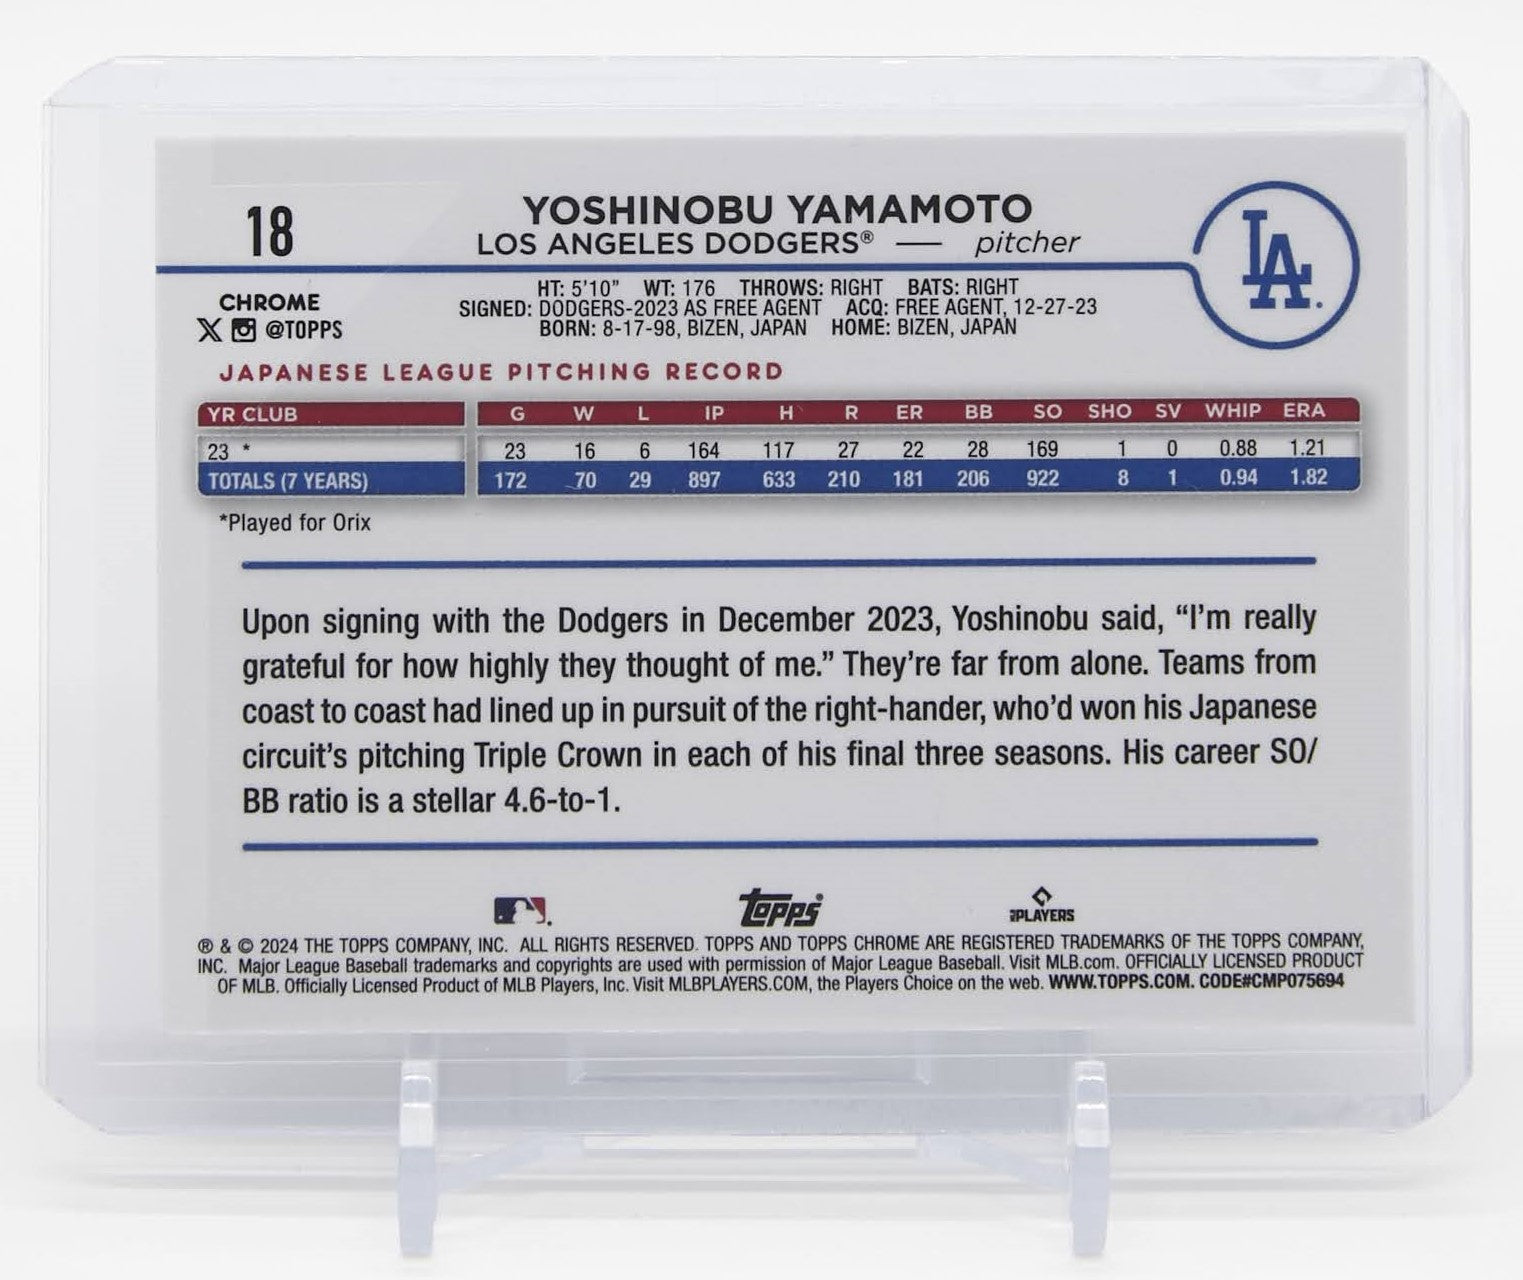 18
YOSHINOBU YAMAMOTO
LOS ANGELES DODGERS® — pitcher
LA
CHROME
X @TOPPS
HT: 5'10" WT: 176 THROWS: RIGHT BATS: RIGHT
SIGNED: DODGERS-2023 AS FREE AGENT ACQ: FREE AGENT, 12-27-23
BORN: 8-17-98, BIZEN, JAPAN HOME: BIZEN, JAPAN
JAPANESE LEAGUE PITCHING RECORD
YR CLUB G W L IP H R ER BB SO SHO SV WHIP ERA
23 * 23 16 6 164 117 27 22 28 169 1 0 0.88 1.21
TOTALS (7 YEARS) 172 70 29 897 633 210 181 206 922 8 1 0.94 1.82
*Played for Orix
Upon signing with the Dodgers in December 2023, Yoshinobu said, “I’m really
grateful for how highly they thought of me.” They’re far from alone. Teams from
coast to coast had lined up in pursuit of the right-hander, who’d won his Japanese
circuit’s pitching Triple Crown in each of his final three seasons. His career SO/
BB ratio is a stellar 4.6-to-1.
Topps®
PLAYERS
® & © 2024 THE TOPPS COMPANY, INC. ALL RIGHTS RESERVED. TOPPS AND TOPPS CHROME ARE REGISTERED TRADEMARKS OF THE TOPPS COMPANY,
INC. Major League Baseball trademarks and copyrights are used with permission of Major League Baseball. Visit MLB.com. OFFICIALLY LICENSED PRODUCT
OF MLB. Officially Licensed Product of MLB Players, Inc. Visit MLBPLAYERS.COM, the Players Choice on the web. WWW.TOPPS.COM. CODE#CMP075694